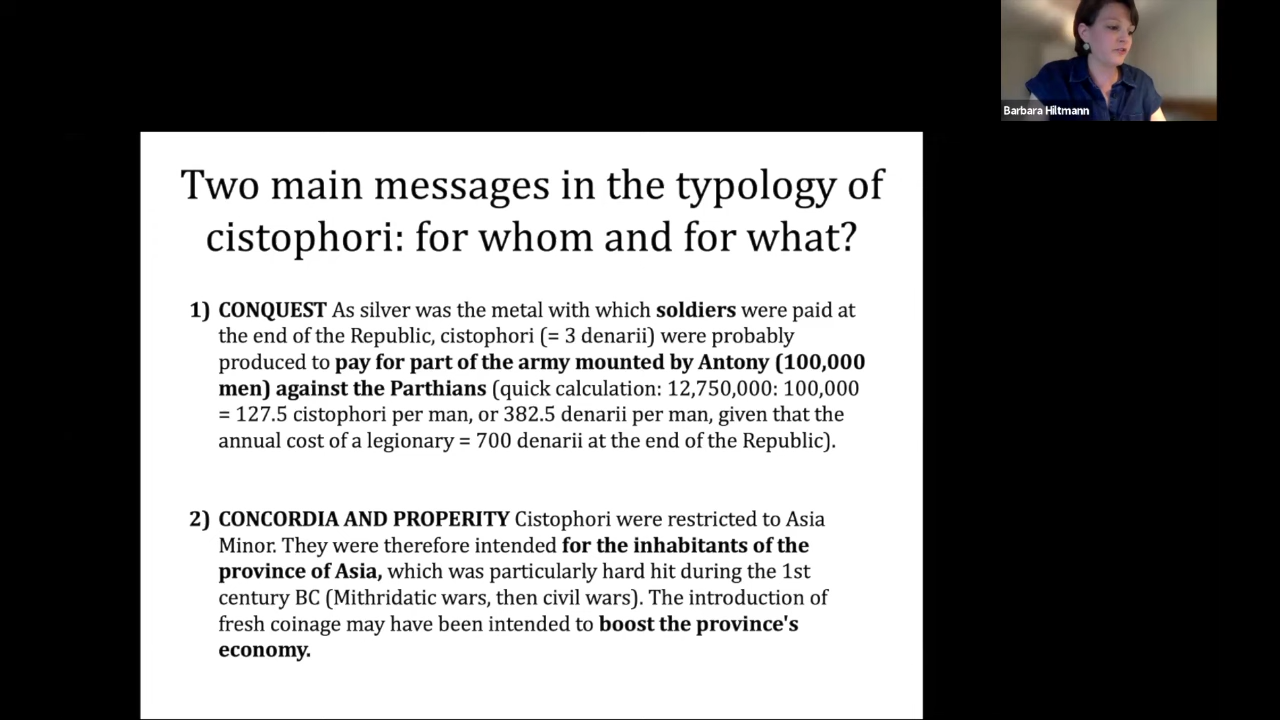 Barbara Hiltmann
Two main messages in the typology of
cistophori: for whom and for what?
1) CONQUEST As silver was the metal with which soldiers were paid at
the end of the Republic, cistophori (= 3 denarii) were probably
produced to pay for part of the army mounted by Antony (100,000
men) against the Parthians (quick calculation: 12,750,000: 100,000
= 127.5 cistophori per man, or 382.5 denarii per man, given that the
annual cost of a legionary = 700 denarii at the end of the Republic).
2) CONCORDIA AND PROPERITY Cistophori were restricted to Asia
Minor. They were therefore intended for the inhabitants of the
province of Asia, which was particularly hard hit during the 1st
century BC (Mithridatic wars, then civil wars). The introduction of
fresh coinage may have been intended to boost the province's
economy.